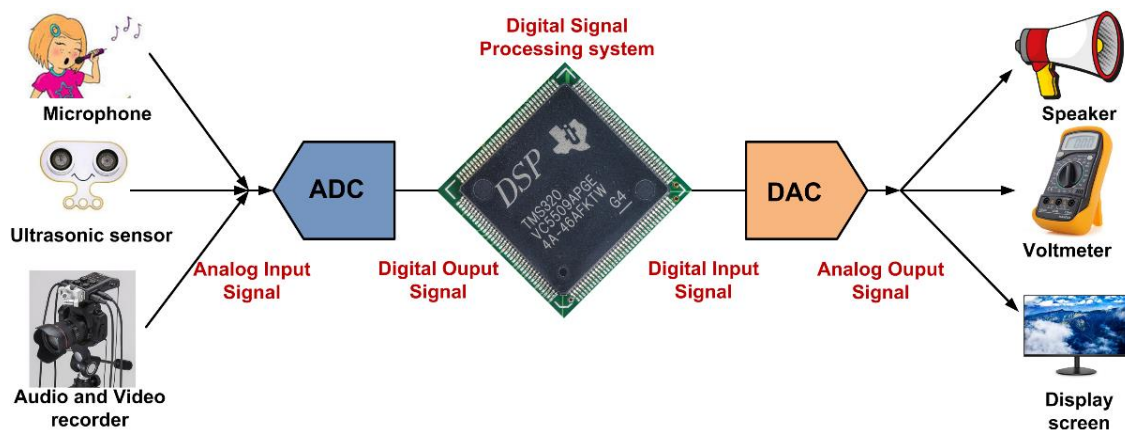 Digital Signal
Processing system
Microphone
Speaker
DSP
TMS320
VC5509APGE
4A-46AFKTW
G4
ADC
DAC
Ultrasonic sensor
Voltmeter
Analog Input
Signal
Digital Ouput
Signal
Digital Input
Signal
Analog Ouput
Signal
Audio and Video
recorder
Display
screen